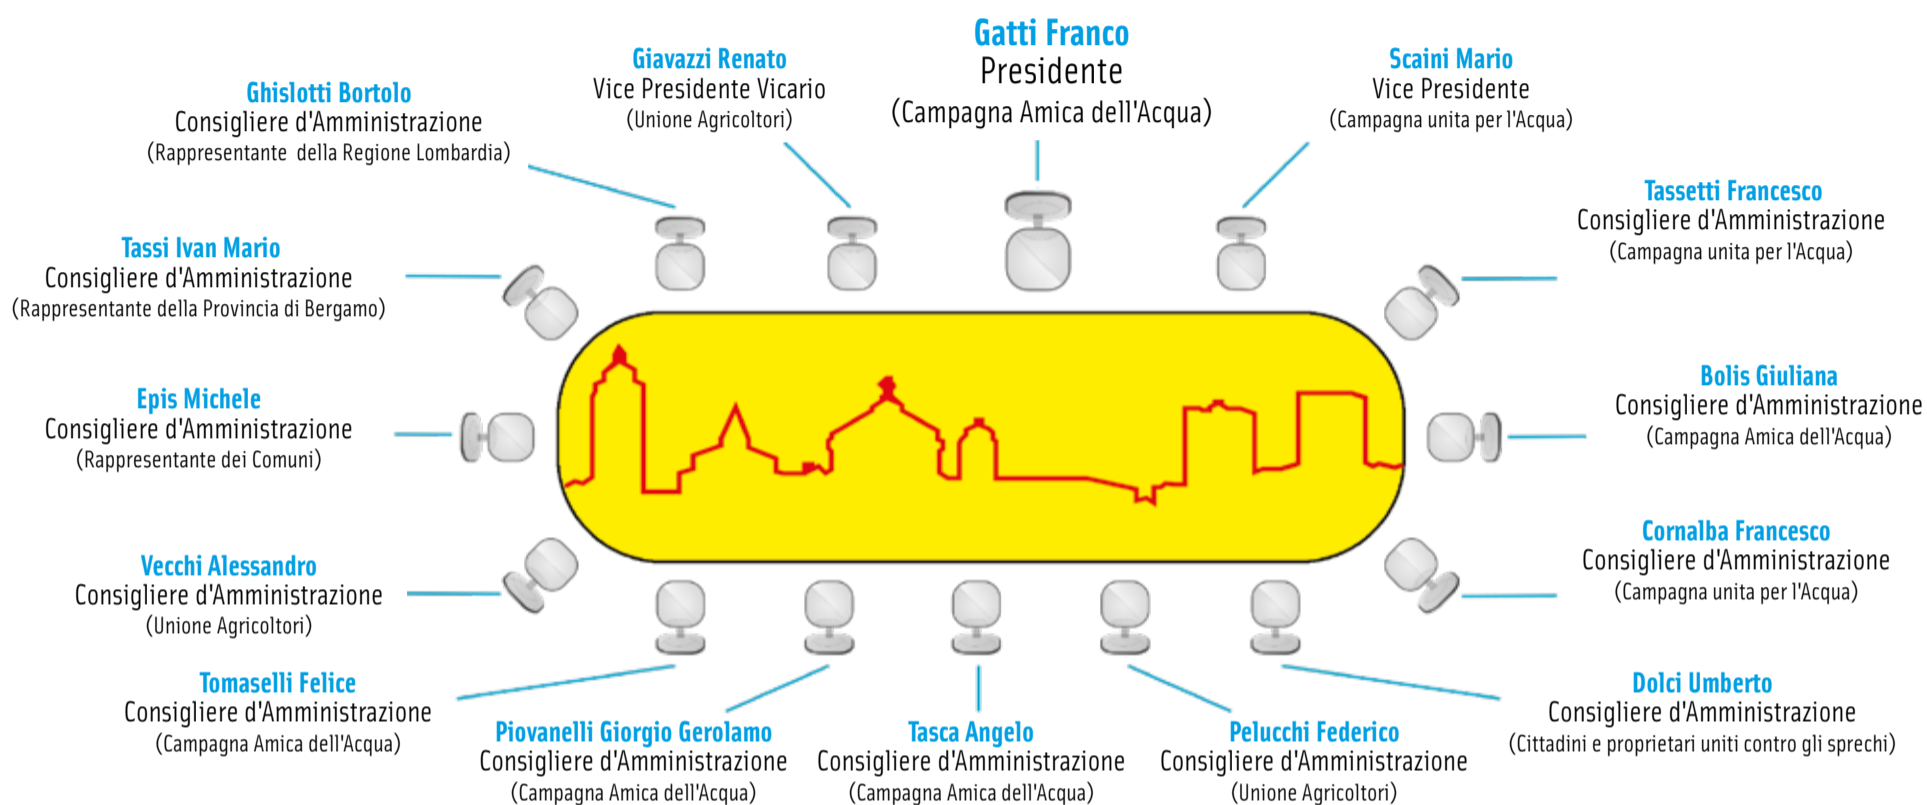 Gatti Franco
Presidente
(Campagna Amica dell'Acqua)
Giavazzi Renato
Vice Presidente Vicario
(Unione Agricoltori)
Scaini Mario
Vice Presidente
(Campagna unita per l'Acqua)
Ghislotti Bortolo
Consigliere d'Amministrazione
(Rappresentante della Regione Lombardia)
Tassetti Francesco
Consigliere d'Amministrazione
(Campagna unita per l'Acqua)
Tassi Ivan Mario
Consigliere d'Amministrazione
(Rappresentante della Provincia di Bergamo)
Bolis Giuliana
Consigliere d'Amministrazione
(Campagna Amica dell'Acqua)
Epis Michele
Consigliere d'Amministrazione
(Rappresentante dei Comuni)
Cornalba Francesco
Consigliere d'Amministrazione
(Campagna unita per l'Acqua)
Vecchi Alessandro
Consigliere d'Amministrazione
(Unione Agricoltori)
Tomaselli Felice
Consigliere d'Amministrazione
(Campagna Amica dell'Acqua)
Piovanelli Giorgio Gerolamo
Consigliere d'Amministrazione
(Campagna Amica dell'Acqua)
Tasca Angelo
Consigliere d'Amministrazione
(Campagna Amica dell'Acqua)
Pelucchi Federico
Consigliere d'Amministrazione
(Unione Agricoltori)
Dolci Umberto
Consigliere d'Amministrazione
(Cittadini e proprietari uniti contro gli sprechi)